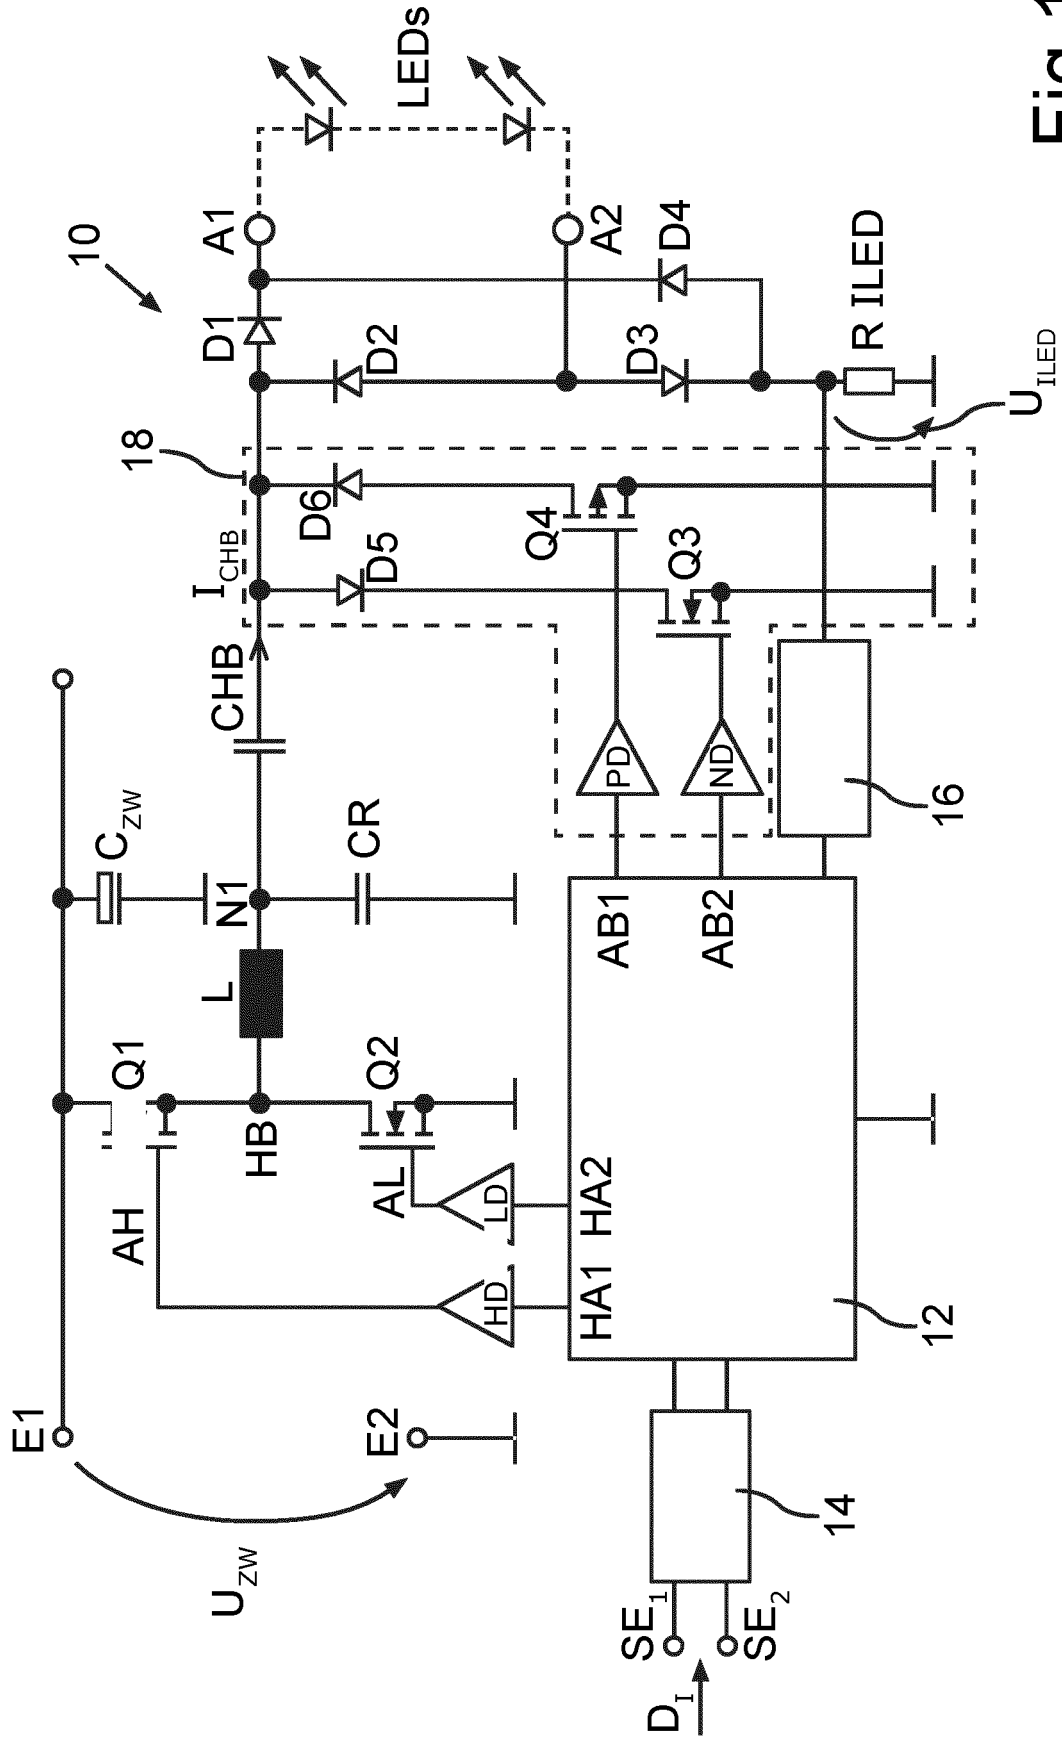 Fig. 1
10
LEDs
A1
A2
D1
D2
D3
D4
R ILED
U_ILED
18
I_CHB
D6
D5
Q4
Q3
CHB
PD
ND
16
C_ZW
CR
N1
L
AB1
AB2
Q1
Q2
HB
AH
AL
LD
HD
HA1 HA2
12
E1
E2
U_ZW
14
SE_1
SE_2
D_I